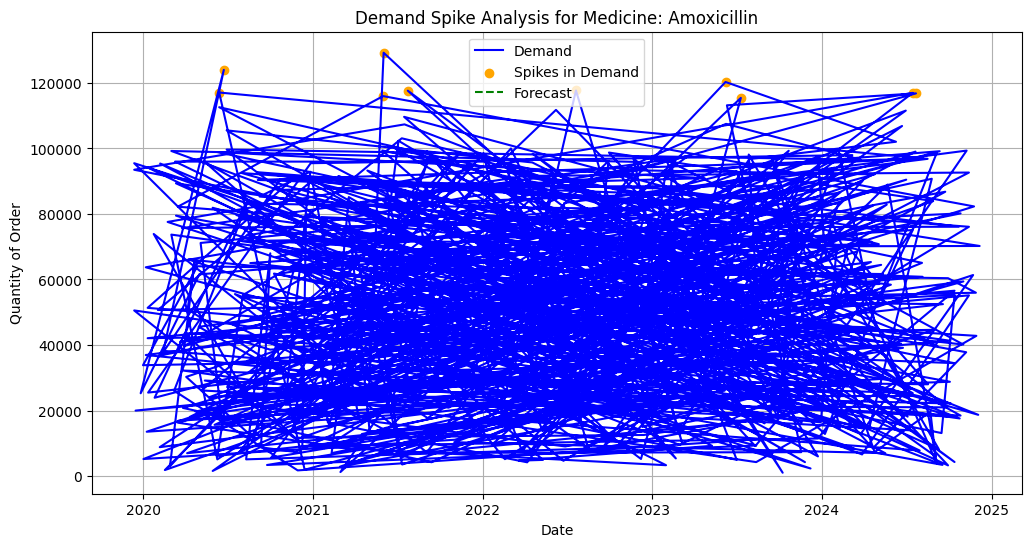 Demand Spike Analysis for Medicine: Amoxicillin
Demand
Spikes in Demand
Forecast
Quantity of Order
120000
100000
80000
60000
40000
20000
0
2020
2021
2022
2023
2024
2025
Date